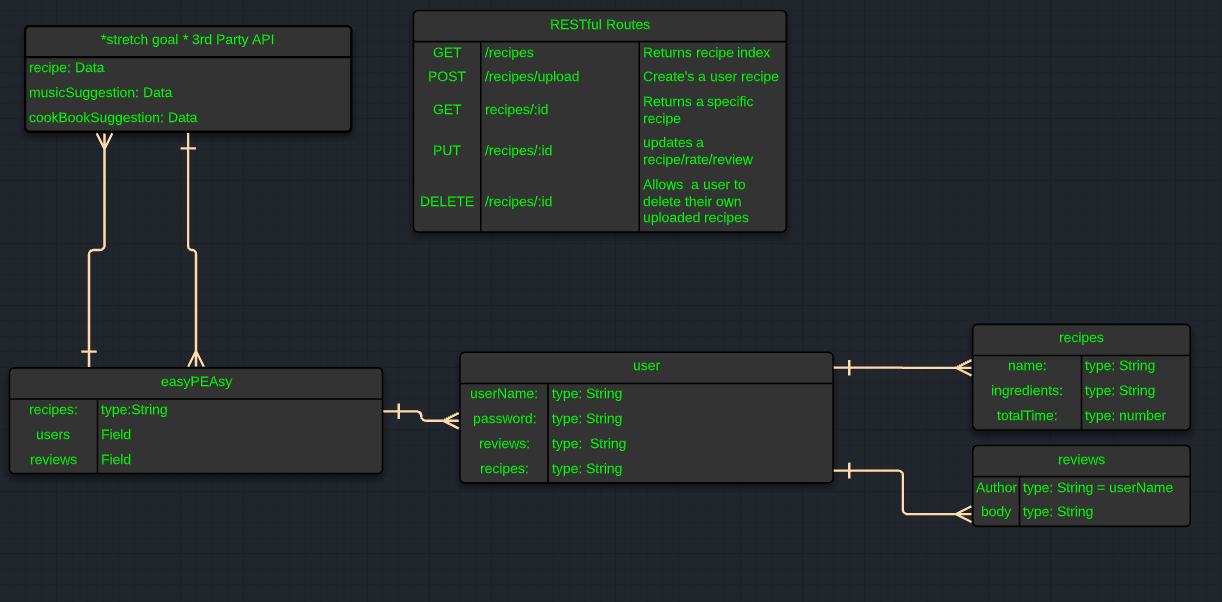 *stretch goal * 3rd Party API
recipe: Data
musicSuggestion: Data
cookBookSuggestion: Data
RESTful Routes
GET /recipes Returns recipe index
POST /recipes/upload Create's a user recipe
GET recipes/:id Returns a specific
recipe
PUT /recipes/:id updates a
recipe/rate/review
DELETE /recipes/:id Allows a user to
delete their own
uploaded recipes
easyPEAsy
recipes: type:String
users Field
reviews Field
user
userName: type: String
password: type: String
reviews: type: String
recipes: type: String
recipes
name: type: String
ingredients: type: String
totalTime: type: number
reviews
Author type: String = userName
body type: String